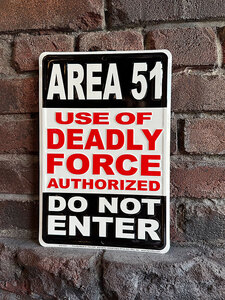 AREA 51
USE OF
DEADLY
FORCE
AUTHORIZED
DO NOT
ENTER